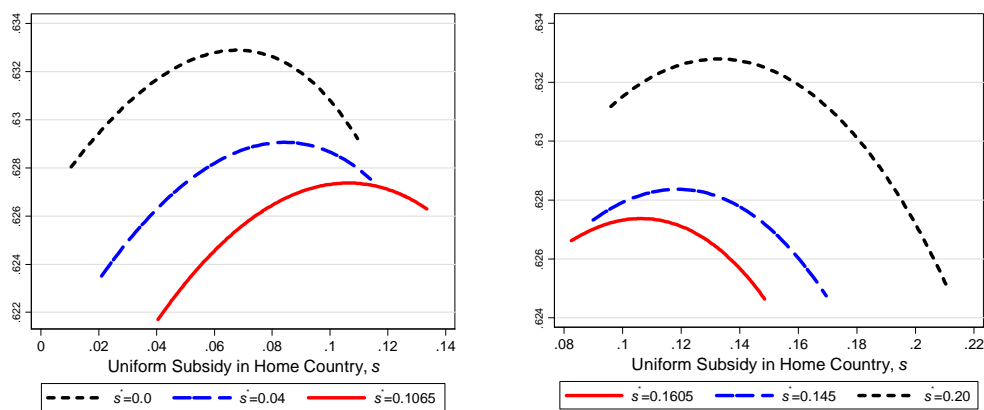 .634
.632
.63
.628
.626
.624
.622
0 .02 .04 .06 .08 .1 .12 .14
Uniform Subsidy in Home Country, s
s*=0.0 s*=0.04 s*=0.1065
.634
.632
.63
.628
.626
.624
.08 .1 .12 .14 .16 .18 .2 .22
Uniform Subsidy in Home Country, s
s*=0.1605 s*=0.145 s*=0.20